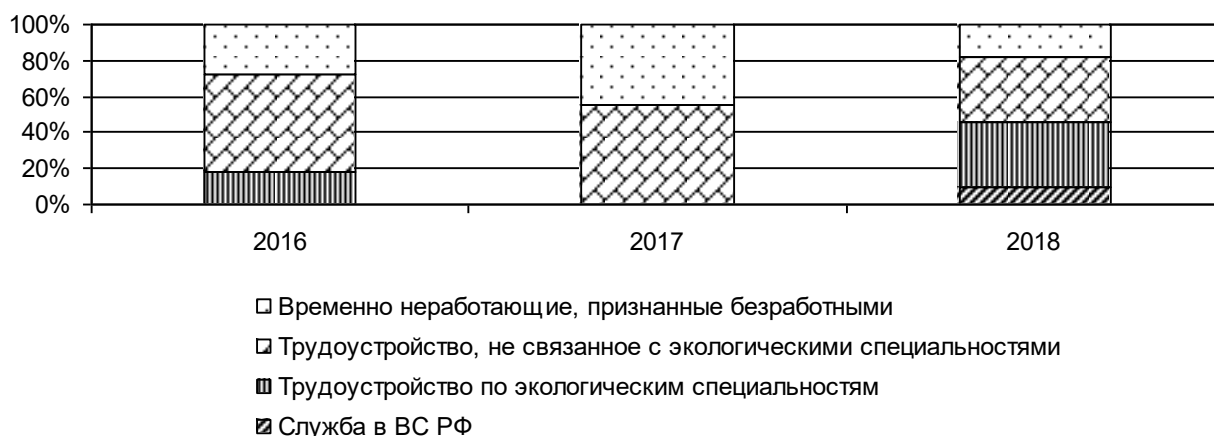 100%
80%
60%
40%
20%
0%
2016 2017 2018
Временно неработающие, признанные безработными
Трудоустройство, не связанное с экологическими специальностями
Трудоустройство по экологическим специальностям
Служба в ВС РФ